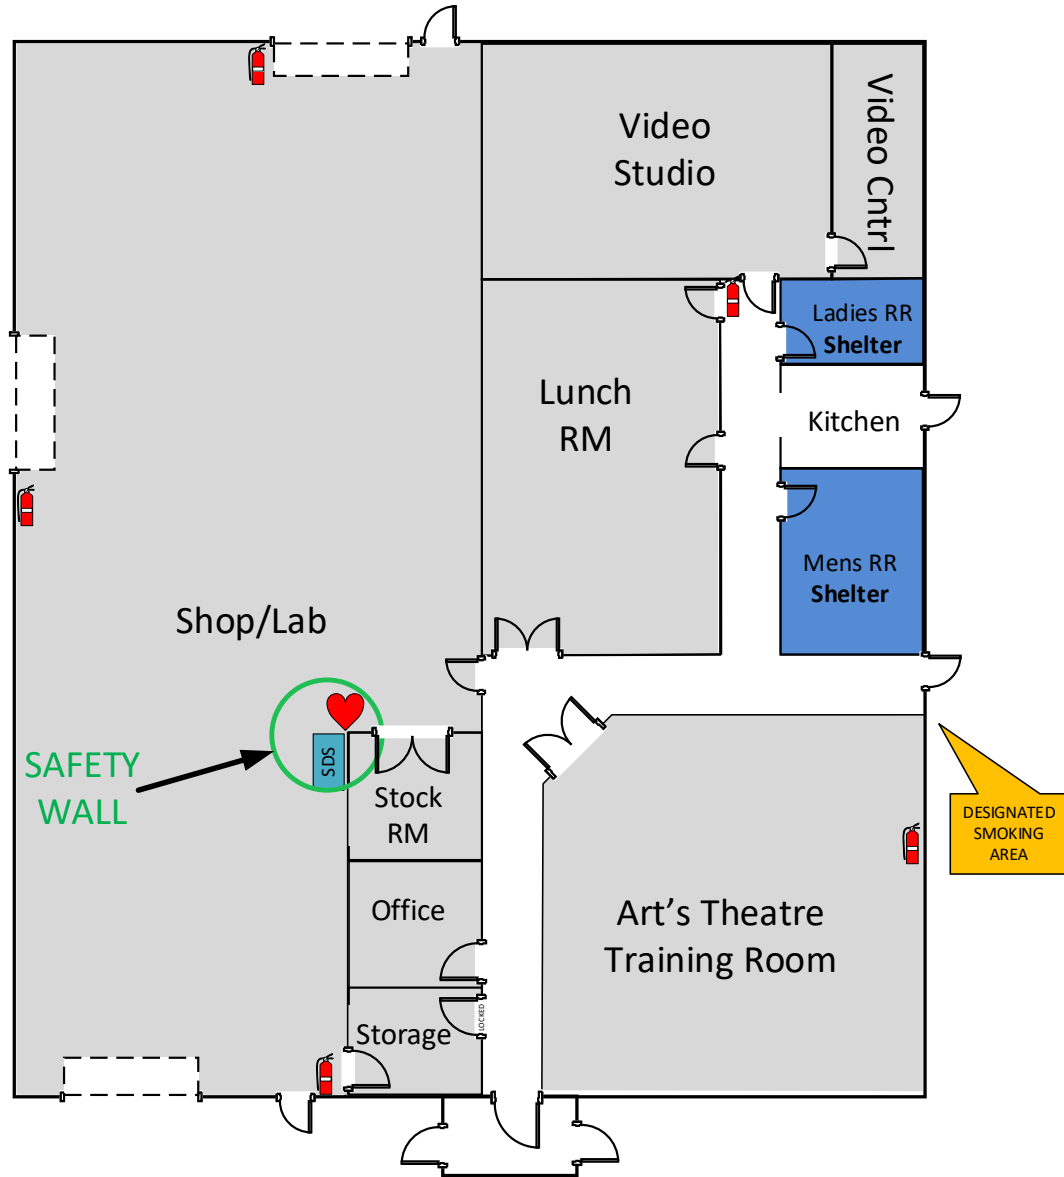 Video
Studio
Video Cntrl
Ladies RR
Shelter
Lunch
RM
Kitchen
Mens RR
Shelter
Shop/Lab
SAFETY
WALL
SDS
Stock
RM
DESIGNATED
SMOKING
AREA
Office
Art’s Theatre
Training Room
Storage
LOCKED